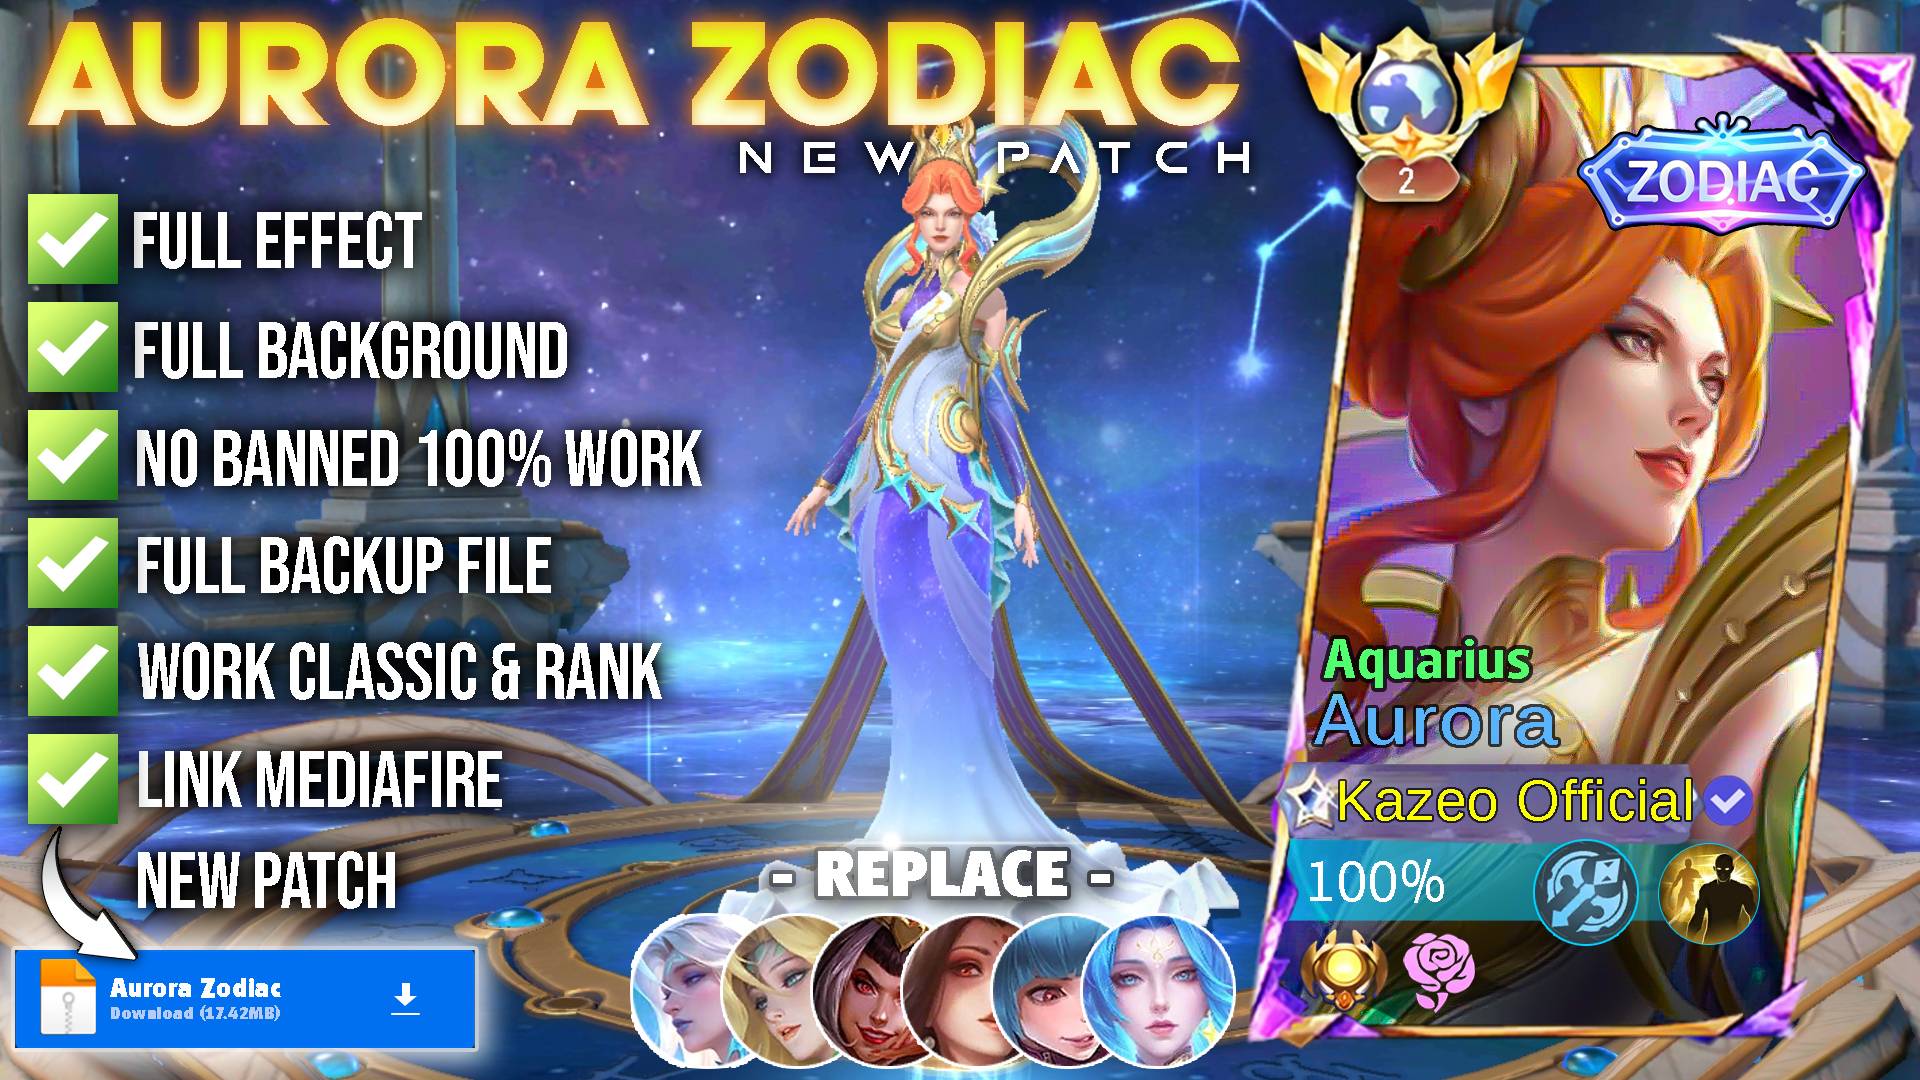 AURORA ZODIAC
NEW PATCH
FULL EFFECT
FULL BACKGROUND
NO BANNED 100% WORK
FULL BACKUP FILE
WORK CLASSIC & RANK
LINK MEDIAFIRE
NEW PATCH
Aurora Zodiac
Download (17.42MB)
- REPLACE -
2
ZODIAC
Aquarius
Aurora
Kazeo Official
100%